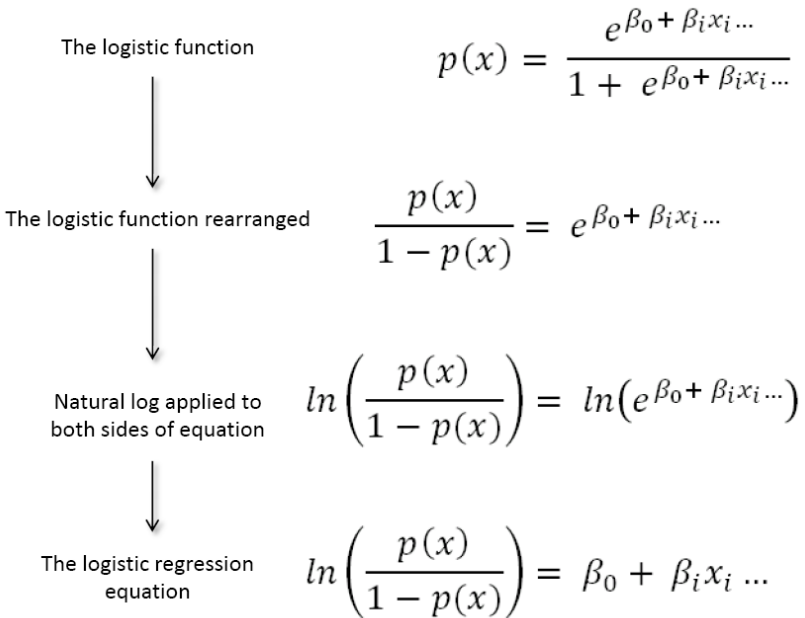 The logistic function
p(x) = e^{β₀ + βᵢxᵢ…} / (1 + e^{β₀ + βᵢxᵢ…})
The logistic function rearranged
p(x) / (1 − p(x)) = e^{β₀ + βᵢxᵢ…}
Natural log applied to
both sides of equation
ln(p(x) / (1 − p(x))) = ln(e^{β₀ + βᵢxᵢ…})
The logistic regression
equation
ln(p(x) / (1 − p(x))) = β₀ + βᵢxᵢ …